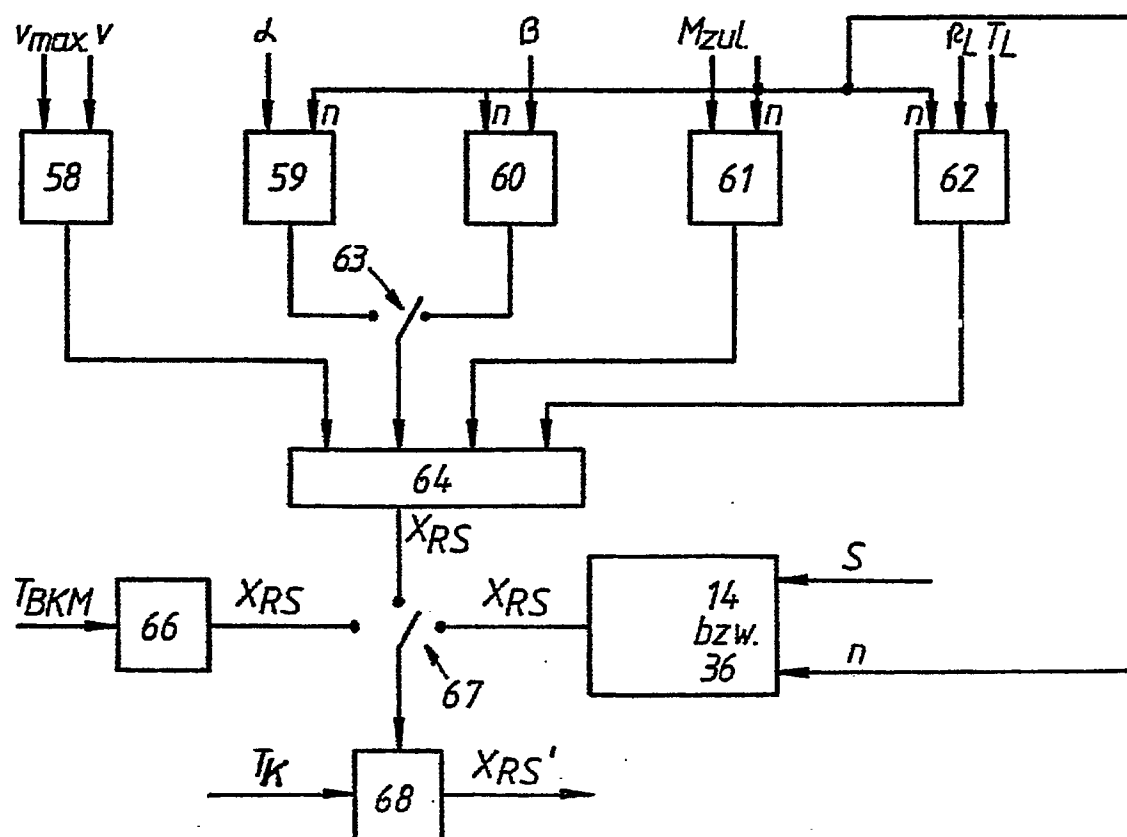 vmax v α β Mzul. pL TL
n n n n
58 59 60 61 62
63
64
XRS
S
TBKM 66 XRS XRS 14
bzw.
36
n
67
TK 68 XRS'